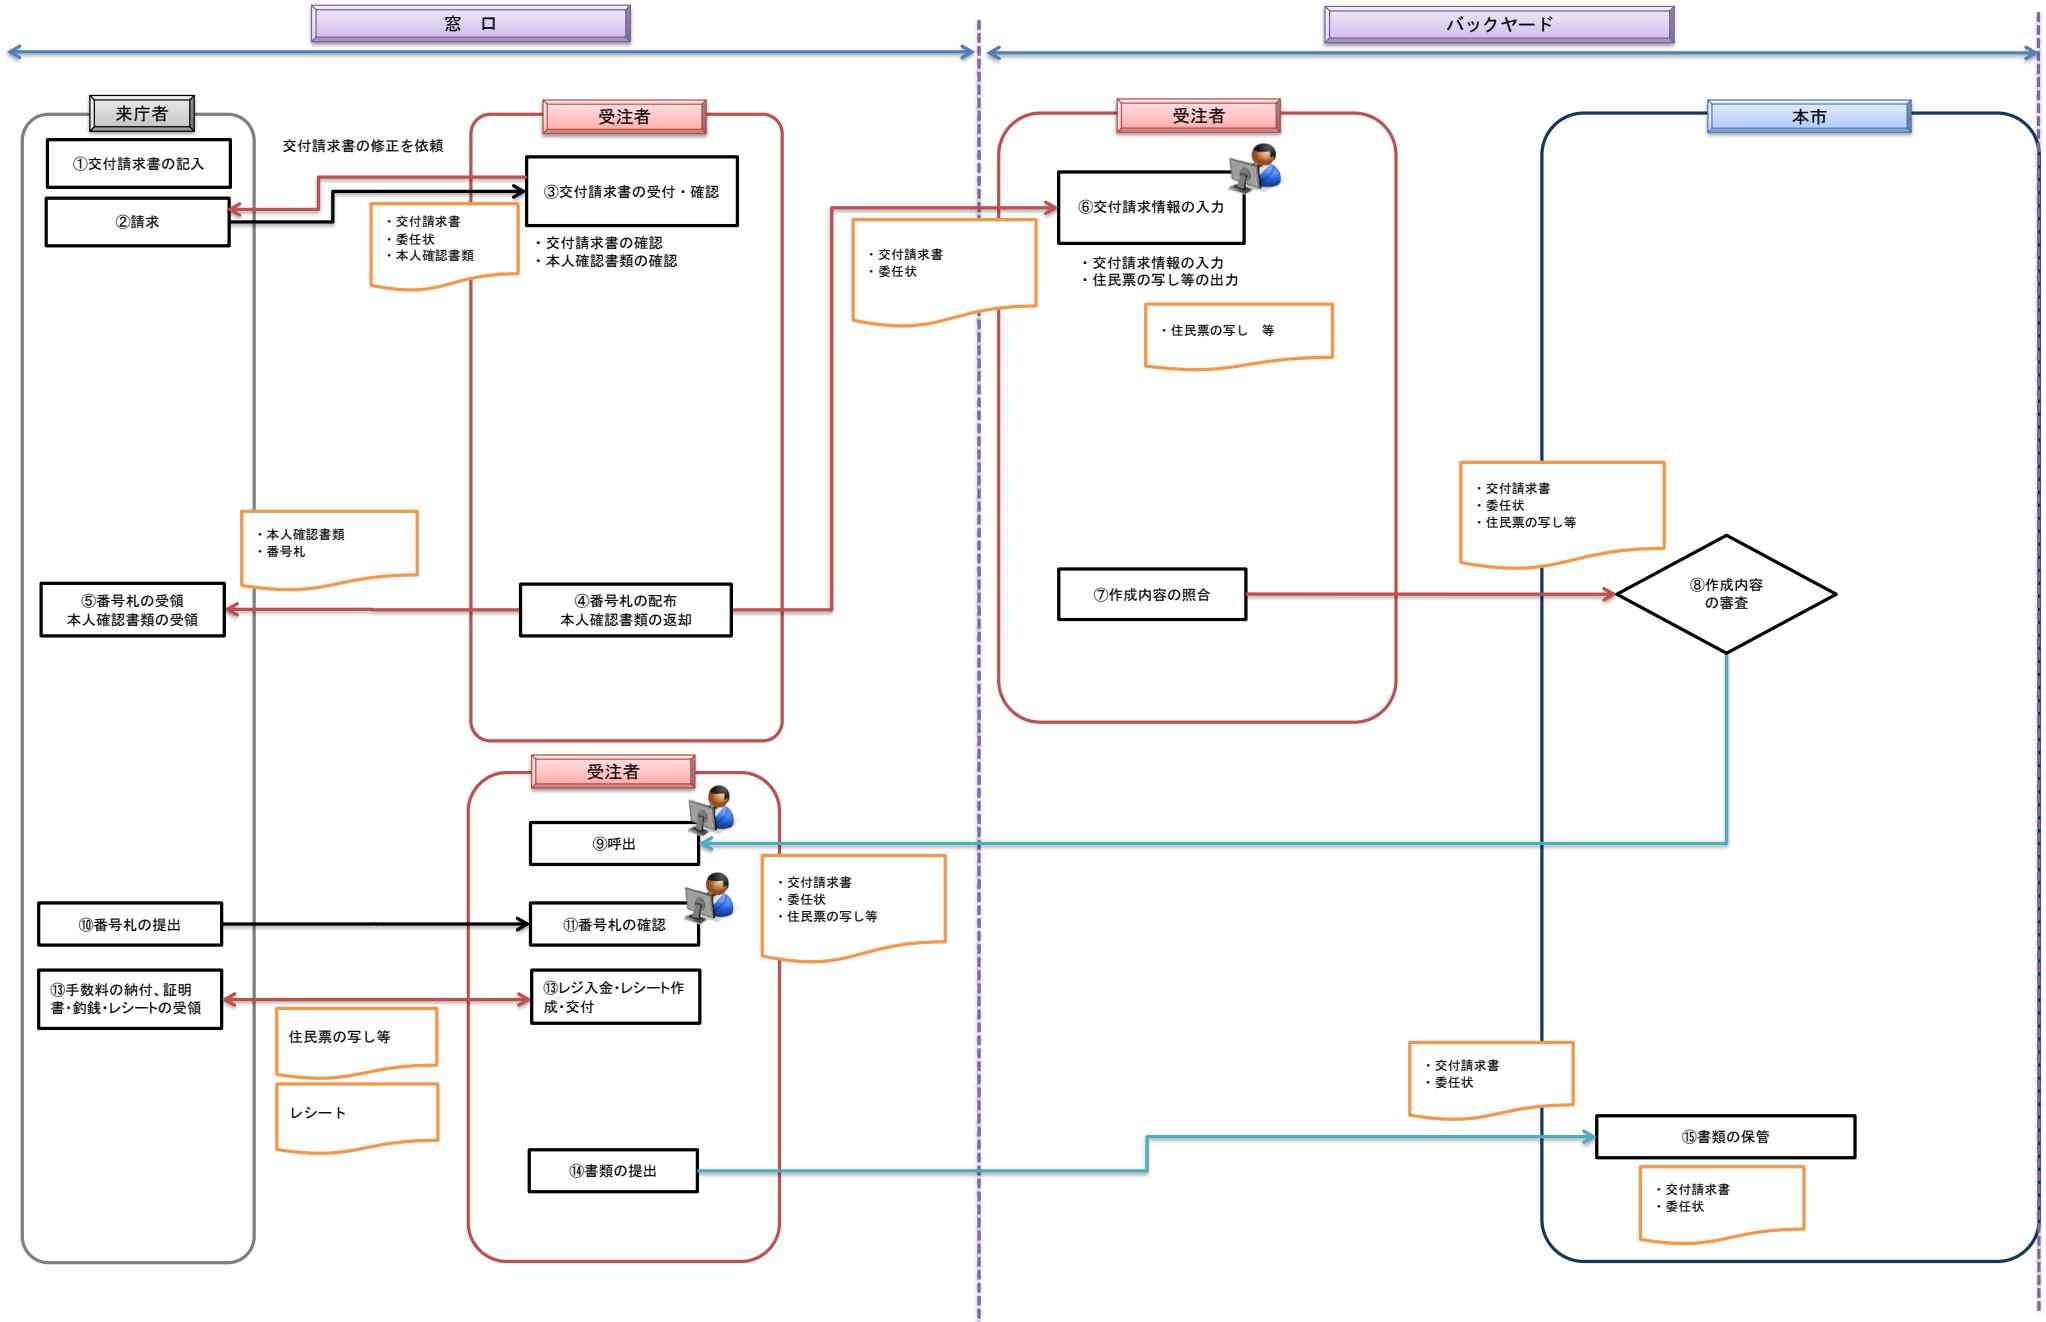 窓　口
バックヤード
来庁者
受注者
受注者
本市
①交付請求書の記入
交付請求書の修正を依頼
②請求
③交付請求書の受付・確認
・交付請求書
・委任状
・本人確認書類
・交付請求書の確認
・本人確認書類の確認
・交付請求書
・委任状
⑥交付請求情報の入力
・交付請求情報の入力
・住民票の写し等の出力
・住民票の写し　等
・交付請求書
・委任状
・住民票の写し等
・本人確認書類
・番号札
⑤番号札の受領
本人確認書類の受領
④番号札の配布
本人確認書類の返却
⑦作成内容の照合
⑧作成内容
の審査
受注者
⑨呼出
・交付請求書
・委任状
・住民票の写し等
⑩番号札の提出
⑪番号札の確認
⑬手数料の納付、証明
書・釣銭・レシートの受領
⑬レジ入金・レシート作
成・交付
住民票の写し等
レシート
・交付請求書
・委任状
⑭書類の提出
⑮書類の保管
・交付請求書
・委任状